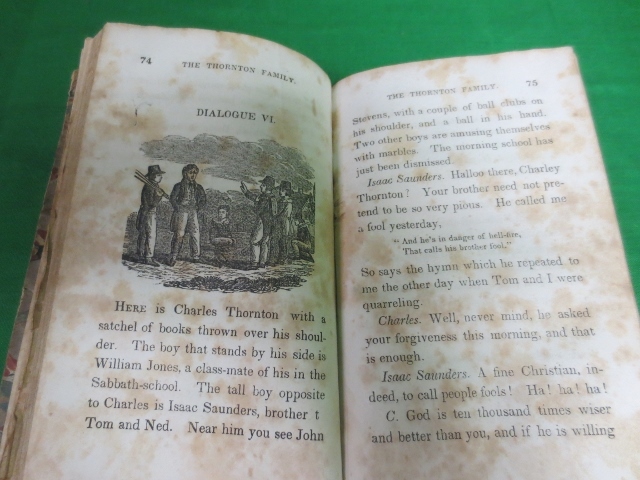 74
THE THORNTON FAMILY.
DIALOGUE VI.
HERE is Charles Thornton with a
satchel of books thrown over his shoul-
der. The boy that stands by his side is
William Jones, a class-mate of his in the
Sabbath-school. The tall boy opposite
to Charles is Isaac Saunders, brother t
Tom and Ned. Near him you see John
THE THORNTON FAMILY.
75
Stevens, with a couple of ball clubs on
his shoulder, and a ball in his hand.
Two other boys are amusing themselves
with marbles. The morning school has
just been dismissed.
Isaac Saunders. Halloo there, Charley
Thornton? Your brother need not pre-
tend to be so very pious. He called me
a fool yesterday,
" And he's in danger of hell-fire,
That calls his brother fool,"
So says the hymn which he repeated to
me the other day when Tom and I were
quarreling.
Charles. Well, never mind, he asked
your forgiveness this morning, and that
is enough.
Isaac Saunders. A fine Christian, in-
deed, to call people fools! Ha! ha! ha!
C. God is ten thousand times wiser
and better than you, and if he is willing